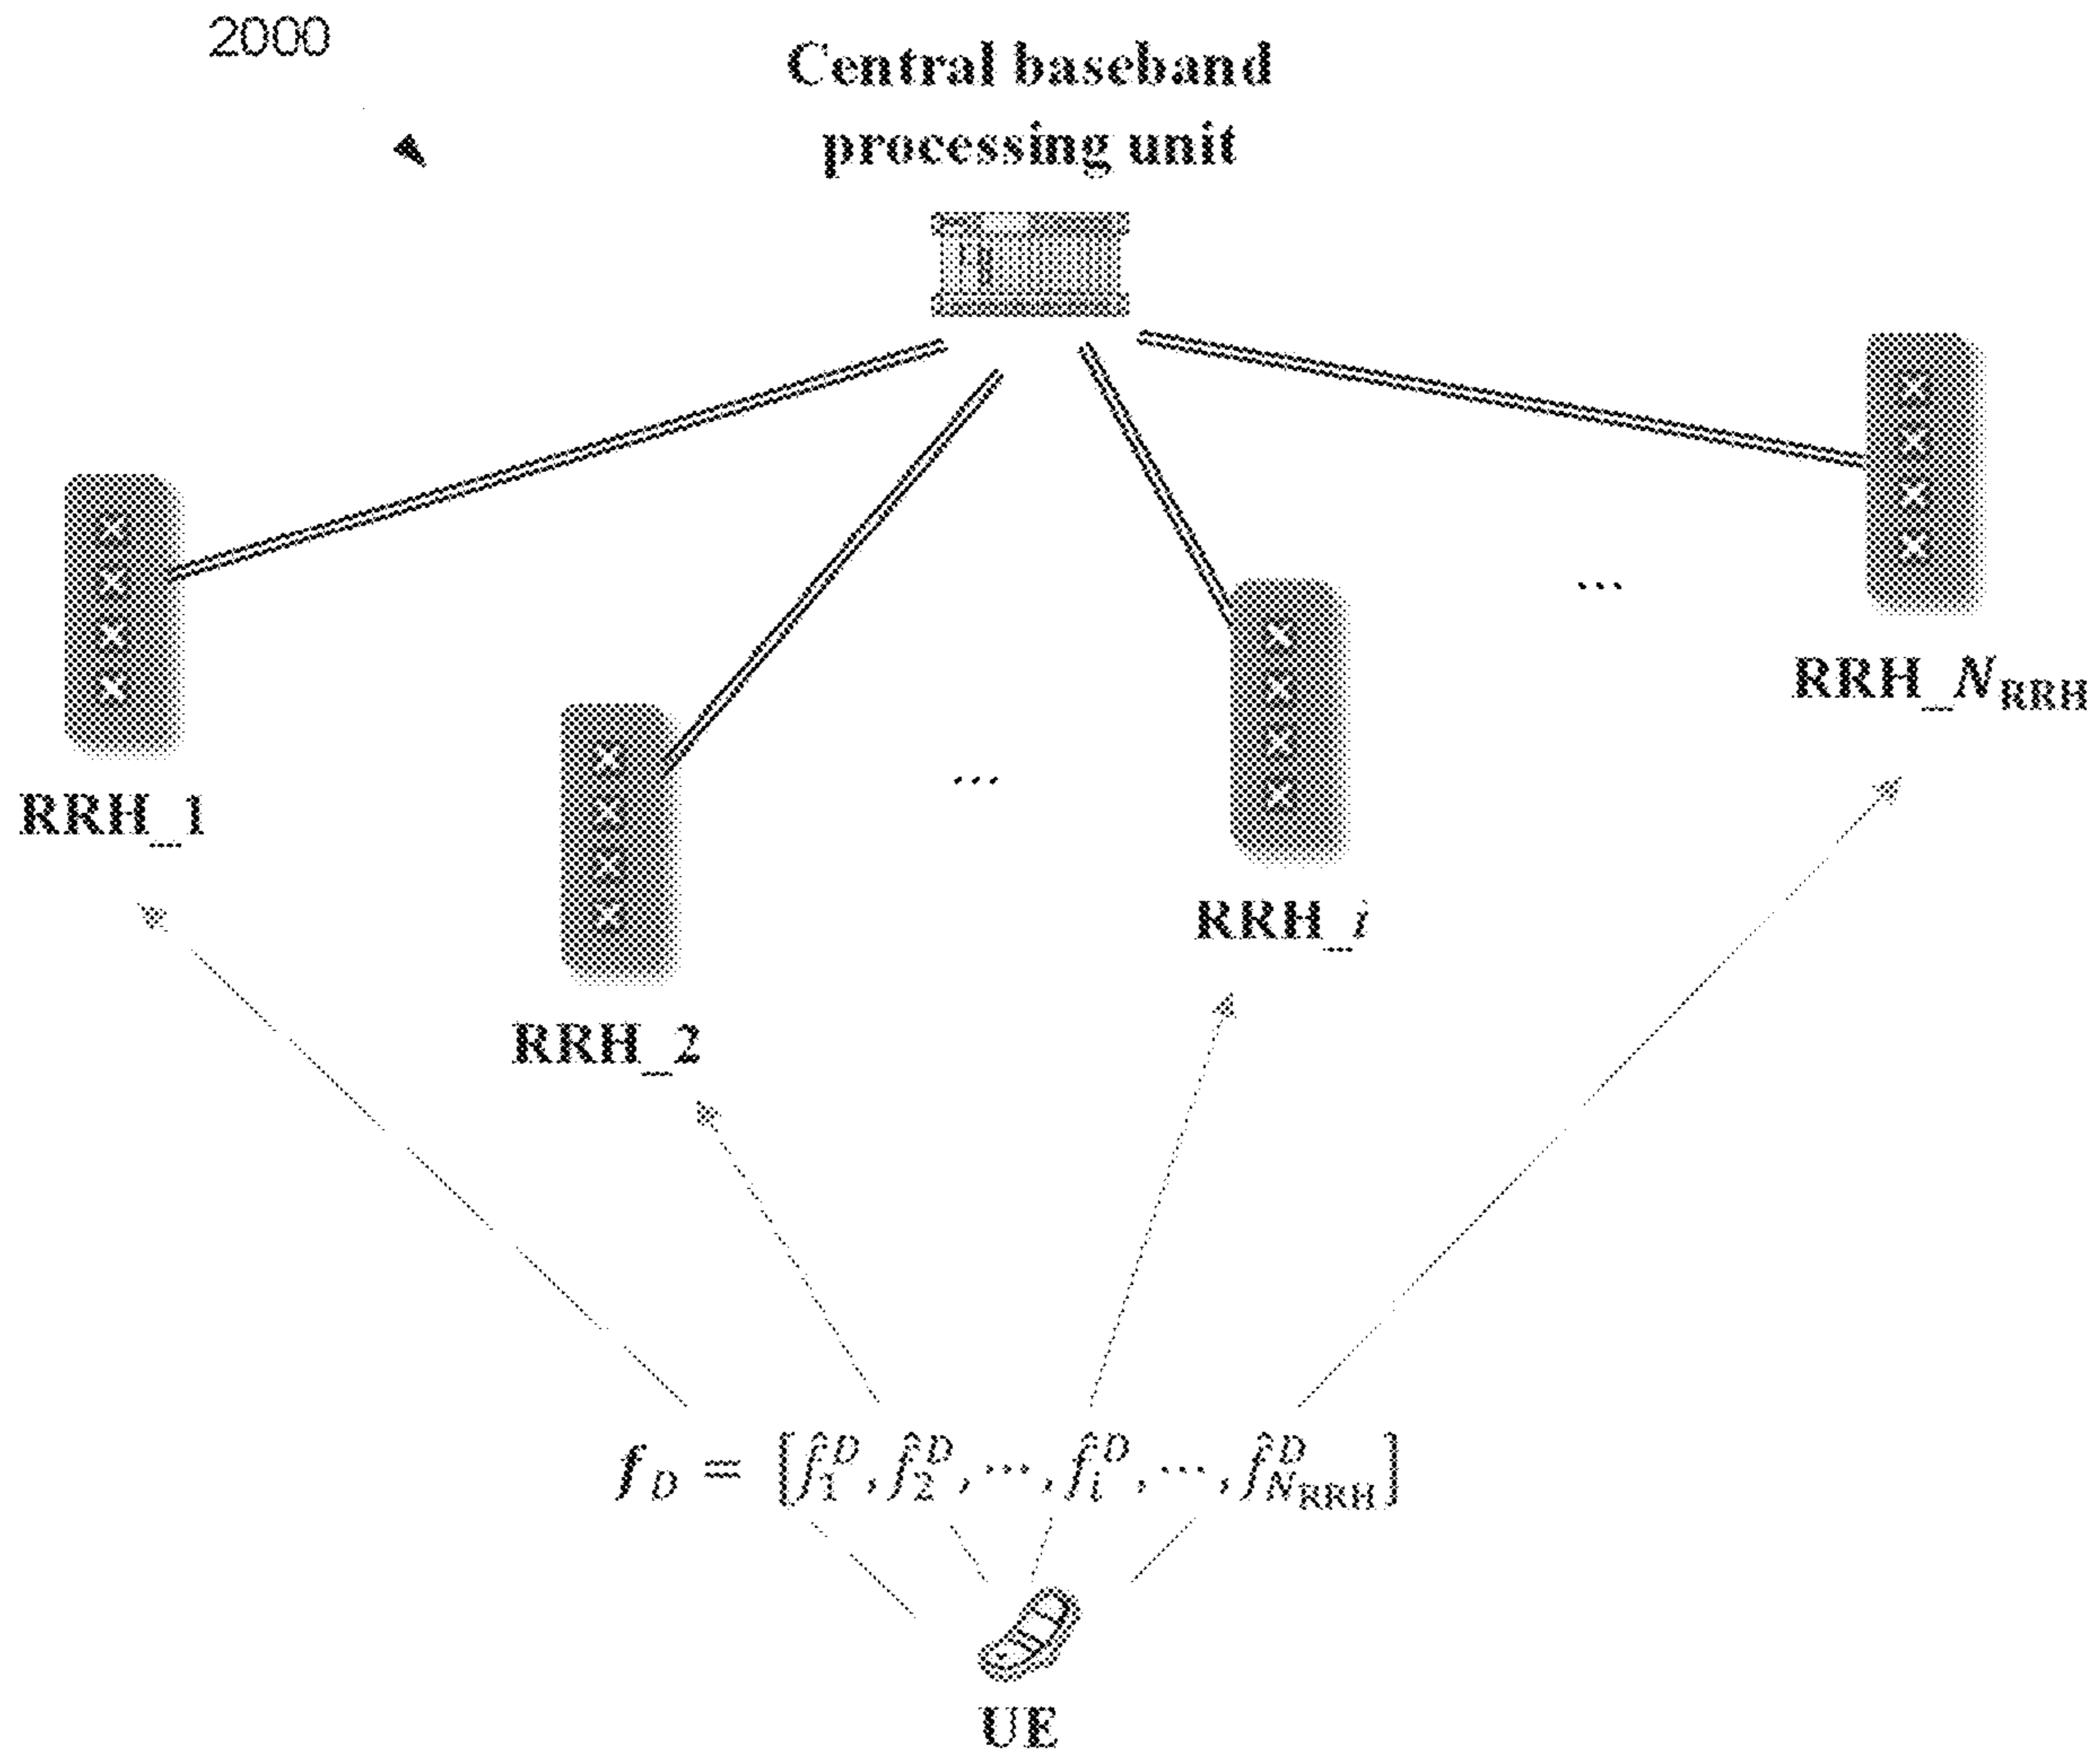 2000
Central baseband
processing unit
...
...
RRH_N_RRH
RRH_1
RRH_i
RRH_2
f_D = [f̂_1^D, f̂_2^D, ⋯, f̂_i^D, ⋯, f̂_{N_RRH}^D]
UE